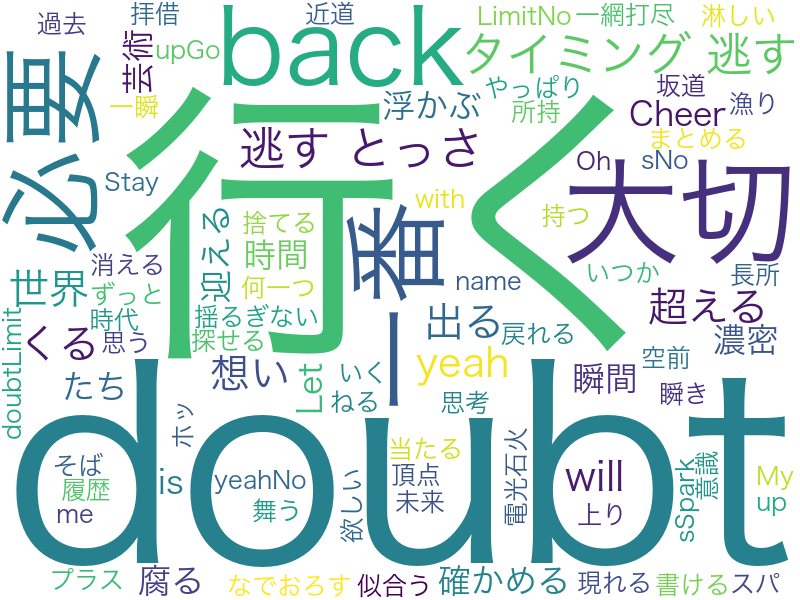 過去
拝借
近道
LimitNo
一網打尽
淋しい
芸術
upGo
back
タイミング
逃す
必要
一瞬
浮かぶ
やっぱり
所持
坂道
漁り
Cheer
まとめる
逃す
とっさ
行く
Oh
sNo
大切
Stay
with
一番
捨てる
持つ
迎える
時間
世界
消える
ずっと
何一つ
name
いつか
長所
時代
揺るぎない
超える
くる
思う
探せる
出る
戻れる
濃密
doubtLimit
yeah
空前
たち
想い
Let
いく
瞬間
瞬き
ホッ
ねる
思考
doubt
そば
is
yeahNo
当たる
頂点
will
電光石火
意識
sSpark
My
履歴
me
舞う
欲しい
未来
上り
up
プラス
腐る
なでおろす
似合う
確かめる
現れる
書ける
スパ